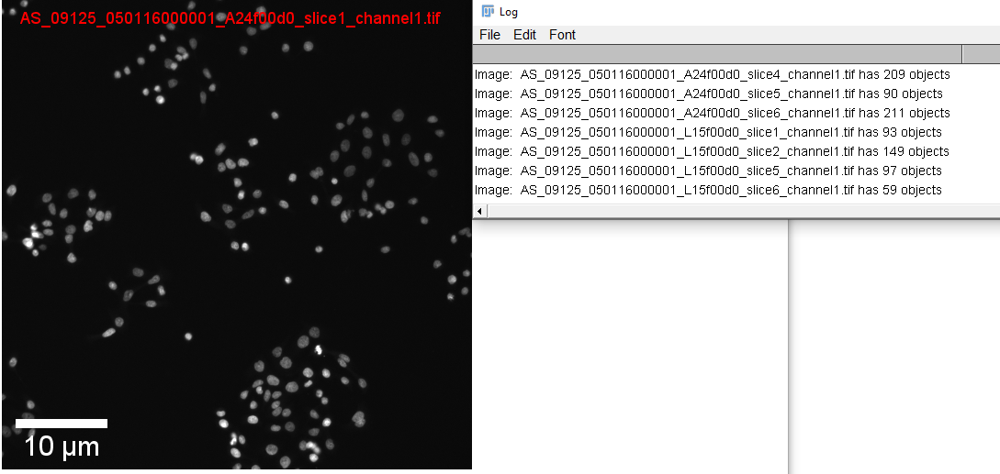 AS_09125_050116000001_A24f00d0_slice1_channel1.tif
10 µm
Log
File Edit Font
Image: AS_09125_050116000001_A24f00d0_slice4_channel1.tif has 209 objects
Image: AS_09125_050116000001_A24f00d0_slice5_channel1.tif has 90 objects
Image: AS_09125_050116000001_A24f00d0_slice6_channel1.tif has 211 objects
Image: AS_09125_050116000001_L15f00d0_slice1_channel1.tif has 93 objects
Image: AS_09125_050116000001_L15f00d0_slice2_channel1.tif has 149 objects
Image: AS_09125_050116000001_L15f00d0_slice5_channel1.tif has 97 objects
Image: AS_09125_050116000001_L15f00d0_slice6_channel1.tif has 59 objects